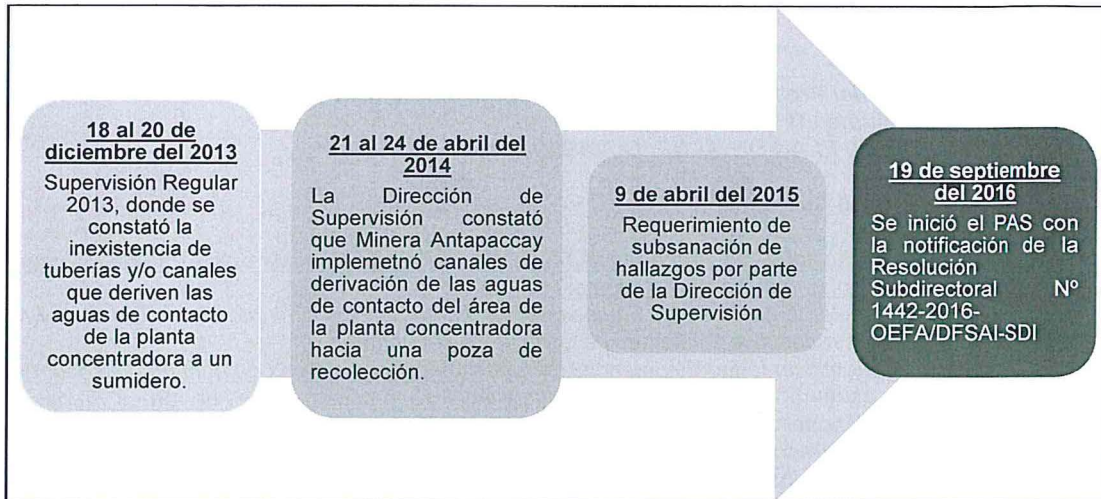 18 al 20 de
diciembre del 2013
Supervisión Regular
2013, donde se
constató la
inexistencia de
tuberías y/o canales
que deriven las
aguas de contacto
de la planta
concentradora a un
sumidero.
21 al 24 de abril del
2014
La Dirección de
Supervisión constató
que Minera Antapaccay
implemetnó canales de
derivación de las aguas
de contacto del área de
la planta concentradora
hacia una poza de
recolección.
9 de abril del 2015
Requerimiento de
subsanación de
hallazgos por parte
de la Dirección de
Supervisión
19 de septiembre
del 2016
Se inició el PAS con
la notificación de la
Resolución
Subdirectoral Nº
1442-2016-
OEFA/DFSAI-SDI